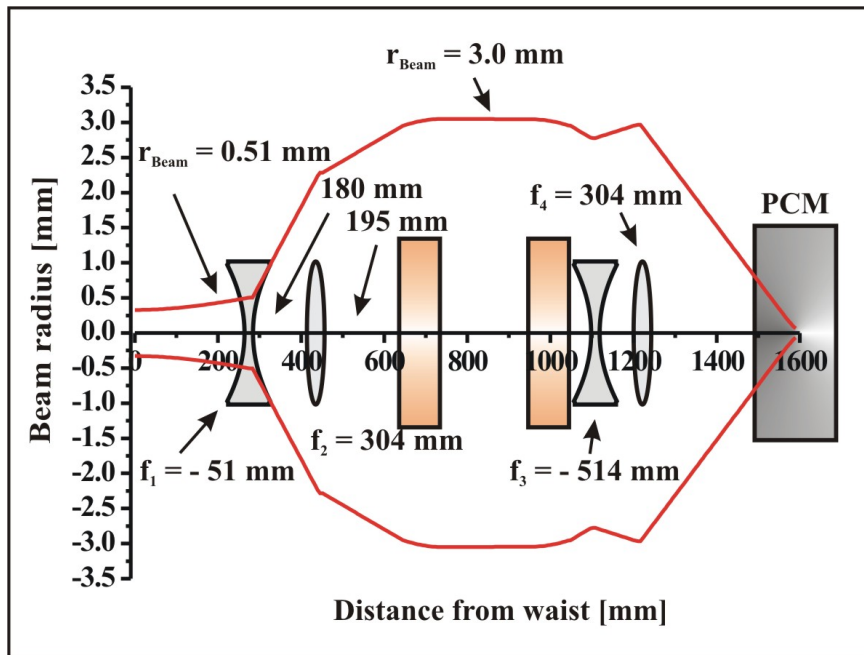 r_Beam = 3.0 mm
3.5
3.0
2.5
2.0
1.5
1.0
0.5
0.0
-0.5
-1.0
-1.5
-2.0
-2.5
-3.0
-3.5
Beam radius [mm]
r_Beam = 0.51 mm
180 mm
195 mm
f_4 = 304 mm
PCM
0 200 400 600 800 1000 1200 1400 1600
f_1 = - 51 mm
f_2 = 304 mm
f_3 = - 514 mm
Distance from waist [mm]